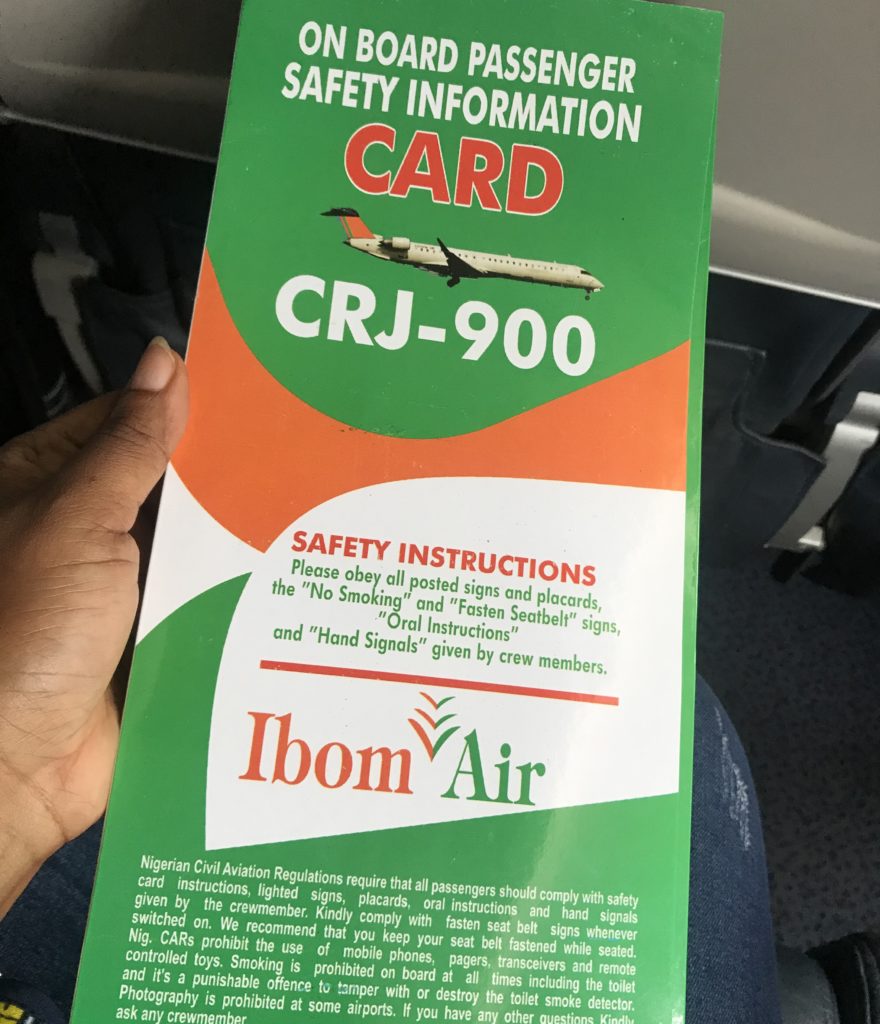 ON BOARD PASSENGER
SAFETY INFORMATION
CARD
CRJ-900
SAFETY INSTRUCTIONS
Please obey all posted signs and placards,
the "No Smoking" and "Fasten Seatbelt" signs,
"Oral Instructions"
and "Hand Signals" given by crew members.
Ibom Air
Nigerian Civil Aviation Regulations require that all passengers should comply with safety
card instructions, lighted signs, placards, oral instructions and hand signals
given by the crewmember. Kindly comply with fasten seat belt signs whenever
switched on. We recommend that you keep your seat belt fastened while seated.
Nig. CARs prohibit the use of mobile phones, pagers, transceivers and remote
controlled toys. Smoking is prohibited on board at all times including the toilet
and it's a punishable offence to tamper with or destroy the toilet smoke detector.
Photography is prohibited at some airports. If you have any other questions Kindly
ask any crewmember